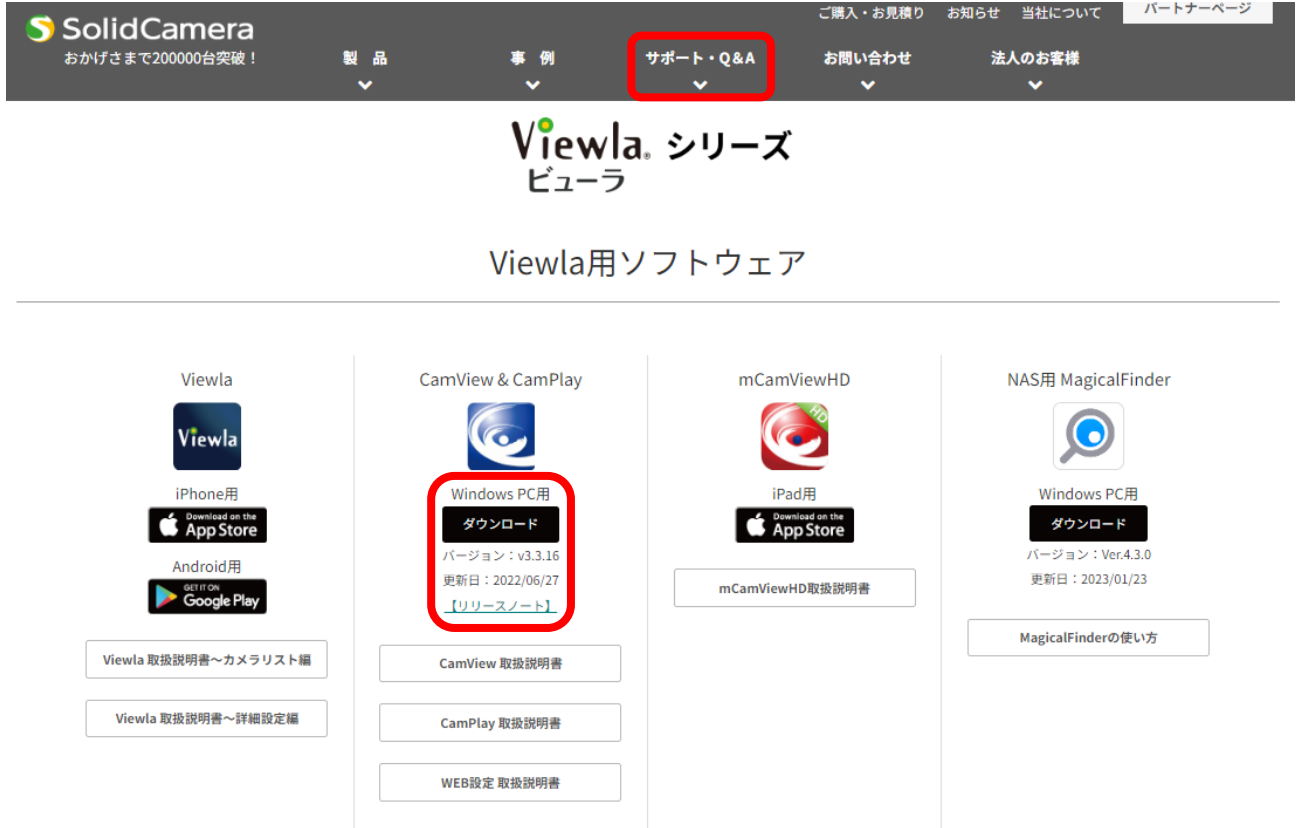 ご購入・お見積り お知らせ 当社について パートナーページ
SolidCamera
おかげさまで200000台突破！
製 品 事 例 サポート・Q&A お問い合わせ 法人のお客様
Viewla® シリーズ
ビューラ
Viewla用ソフトウェア
Viewla
Viewla
iPhone用
Download on the
App Store
Android用
GET IT ON
Google Play
Viewla 取扱説明書～カメラリスト編
Viewla 取扱説明書～詳細設定編
CamView & CamPlay
Windows PC用
ダウンロード
バージョン：v3.3.16
更新日：2022/06/27
【リリースノート】
CamView 取扱説明書
CamPlay 取扱説明書
WEB設定 取扱説明書
mCamViewHD
HD
iPad用
Download on the
App Store
mCamViewHD取扱説明書
NAS用 MagicalFinder
Windows PC用
ダウンロード
バージョン：Ver.4.3.0
更新日：2023/01/23
MagicalFinderの使い方